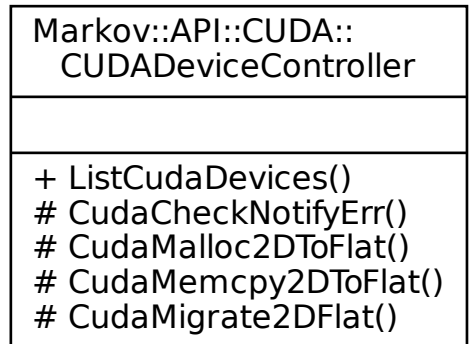 Markov::API::CUDA::
CUDADeviceController
+ ListCudaDevices()
# CudaCheckNotifyErr()
# CudaMalloc2DToFlat()
# CudaMemcpy2DToFlat()
# CudaMigrate2DFlat()